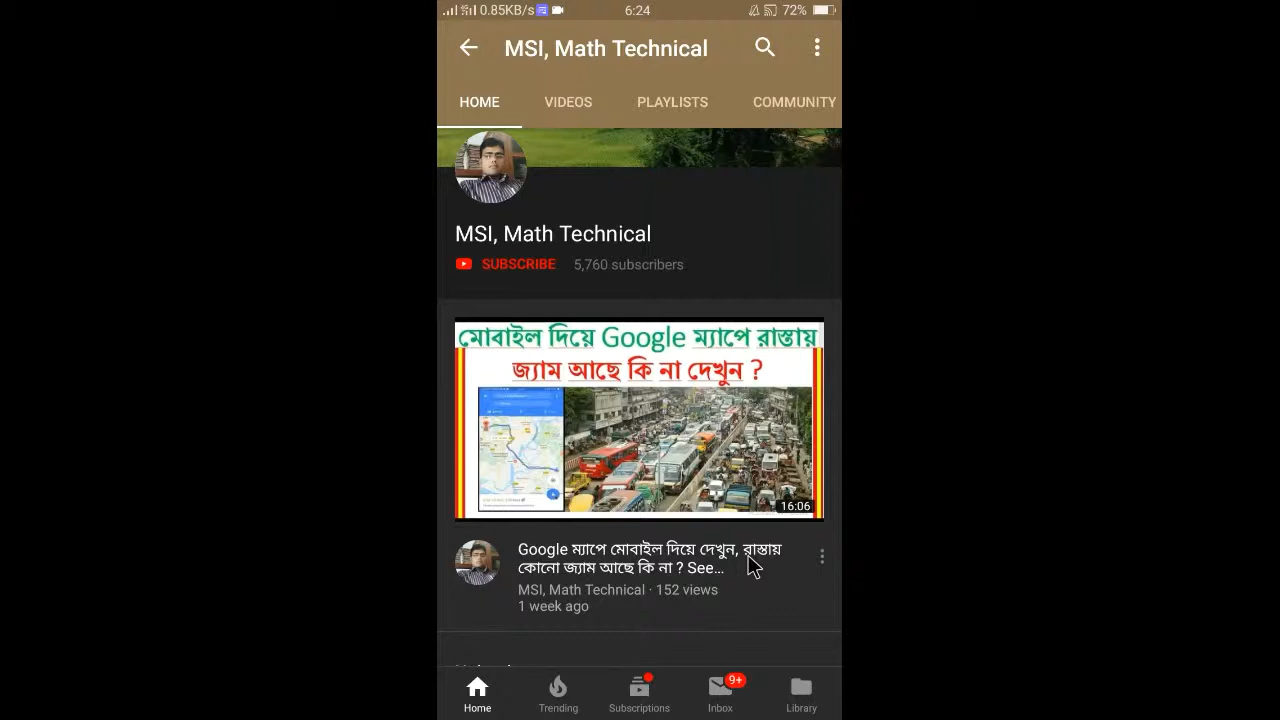 0.85KB/s 6:24 72%
MSI, Math Technical
HOME VIDEOS PLAYLISTS COMMUNITY
MSI, Math Technical
SUBSCRIBE 5,760 subscribers
মোবাইল দিয়ে Google ম্যাপে রাস্তায়
জ্যাম আছে কি না দেখুন ?
16:06
Google ম্যাপে মোবাইল দিয়ে দেখুন, রাস্তায়
কোনো জ্যাম আছে কি না ? See...
MSI, Math Technical · 152 views
1 week ago
9+
Home Trending Subscriptions Inbox Library